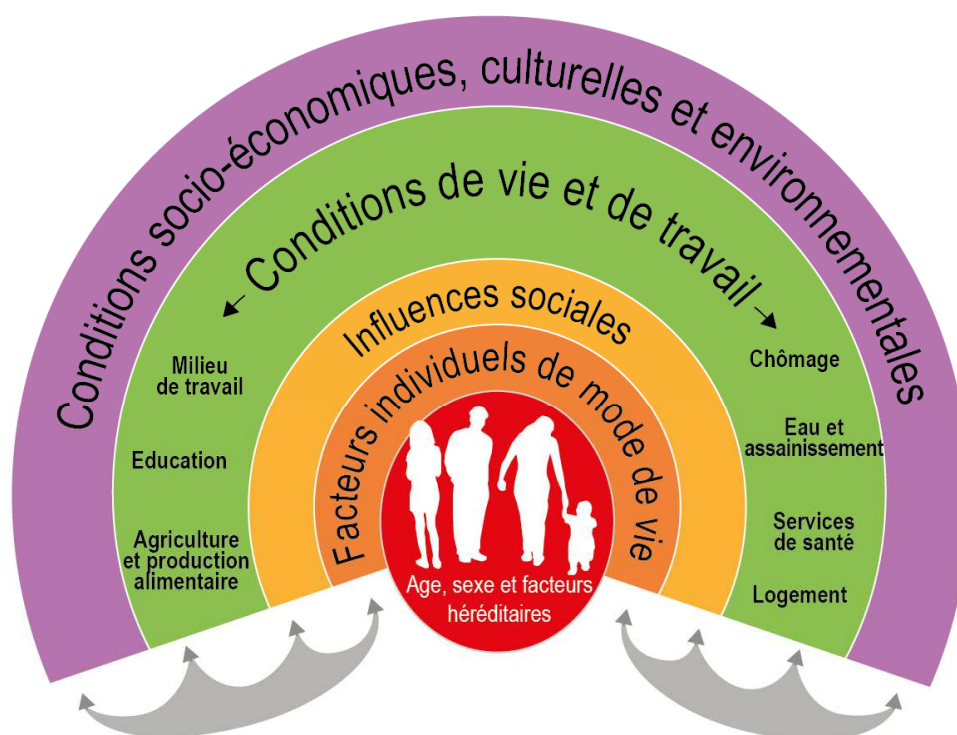 Conditions socio-économiques, culturelles et environnementales
Conditions de vie et de travail
Influences sociales
Facteurs individuels de mode de vie
Age, sexe et facteurs
héréditaires
Milieu
de travail
Education
Agriculture
et production
alimentaire
Chômage
Eau et
assainissement
Services
de santé
Logement